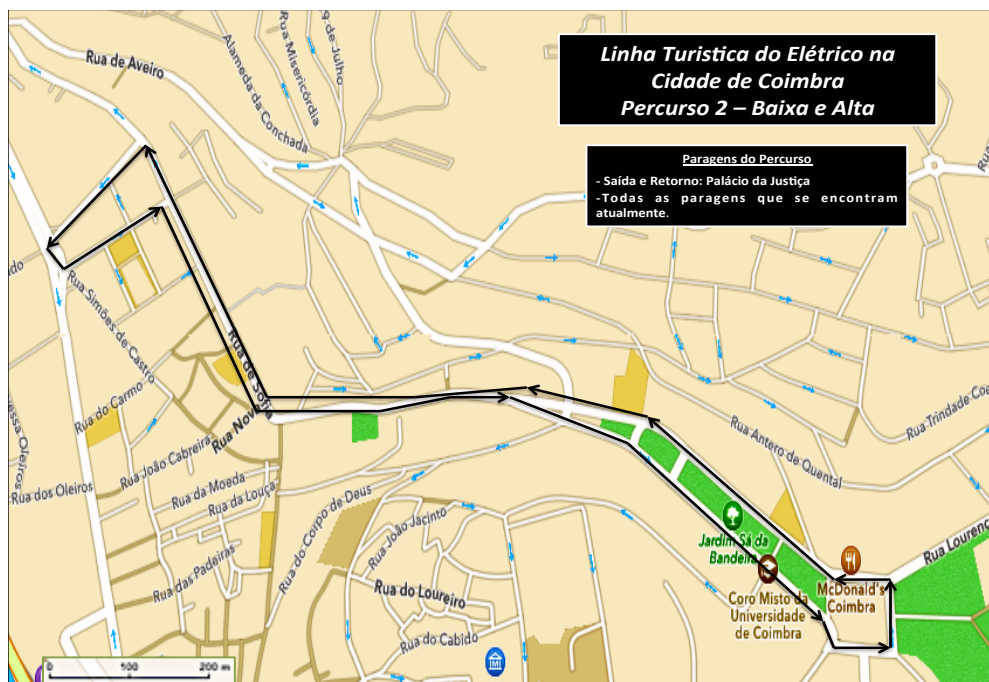 Linha Turistica do Elétrico na
Cidade de Coimbra
Percurso 2 – Baixa e Alta
Paragens do Percurso
- Saída e Retorno: Palácio da Justiça
-Todas as paragens que se encontram
atualmente.
Rua de Aveiro
Alameda da Conchada
Rua Misericórdia
de Julho
Rua Simões de Castro
Rua do Carmo
Rua de Sofia
Rua Nova
Rua João Cabreira
Rua dos Oleiros
Rua da Moeda
Rua da Louça
Rua das Padeiras
Rua do Corpo de Deus
Rua João Jacinto
Rua do Loureiro
Rua do Cabido
Rua Antero de Quental
Rua Trindade Coe
Rua Lourenç
Jardim Sá da
Bandeira
McDonald's
Coimbra
Coro Misto da
Universidade
de Coimbra
0 100 200 m